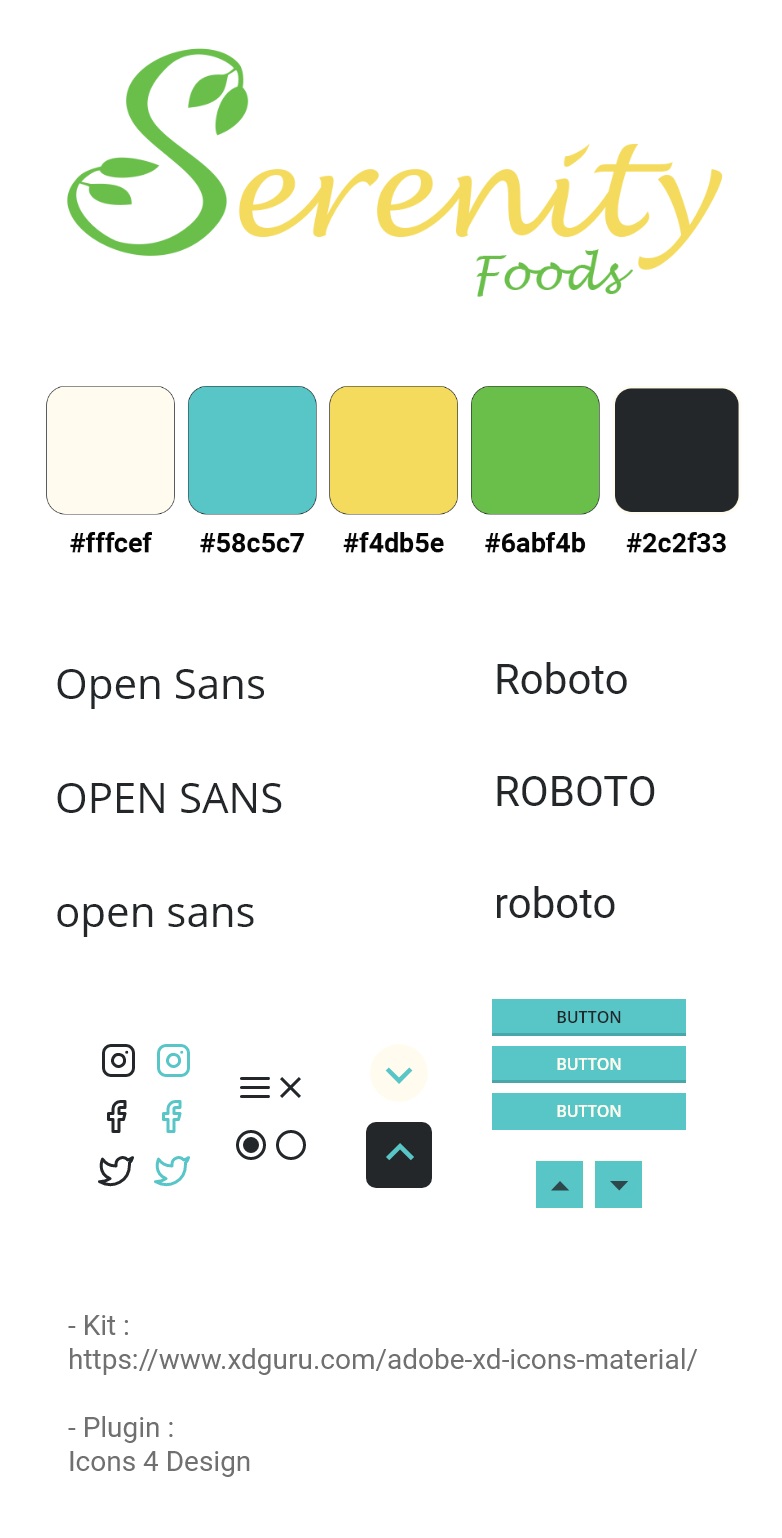 Serenity
Foods
#fffcef #58c5c7 #f4db5e #6abf4b #2c2f33
Open Sans Roboto
OPEN SANS ROBOTO
open sans roboto
BUTTON
BUTTON
BUTTON
- Kit :
https://www.xdguru.com/adobe-xd-icons-material/
- Plugin :
Icons 4 Design